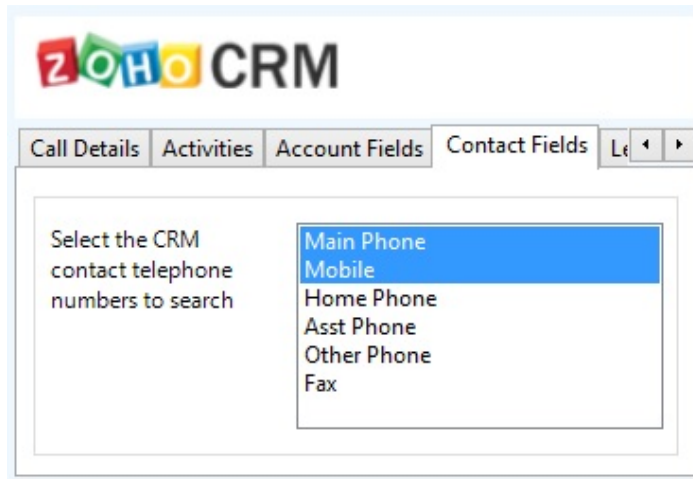 ZOHO CRM
Call Details Activities Account Fields Contact Fields
Select the CRM
contact telephone
numbers to search
Main Phone
Mobile
Home Phone
Asst Phone
Other Phone
Fax